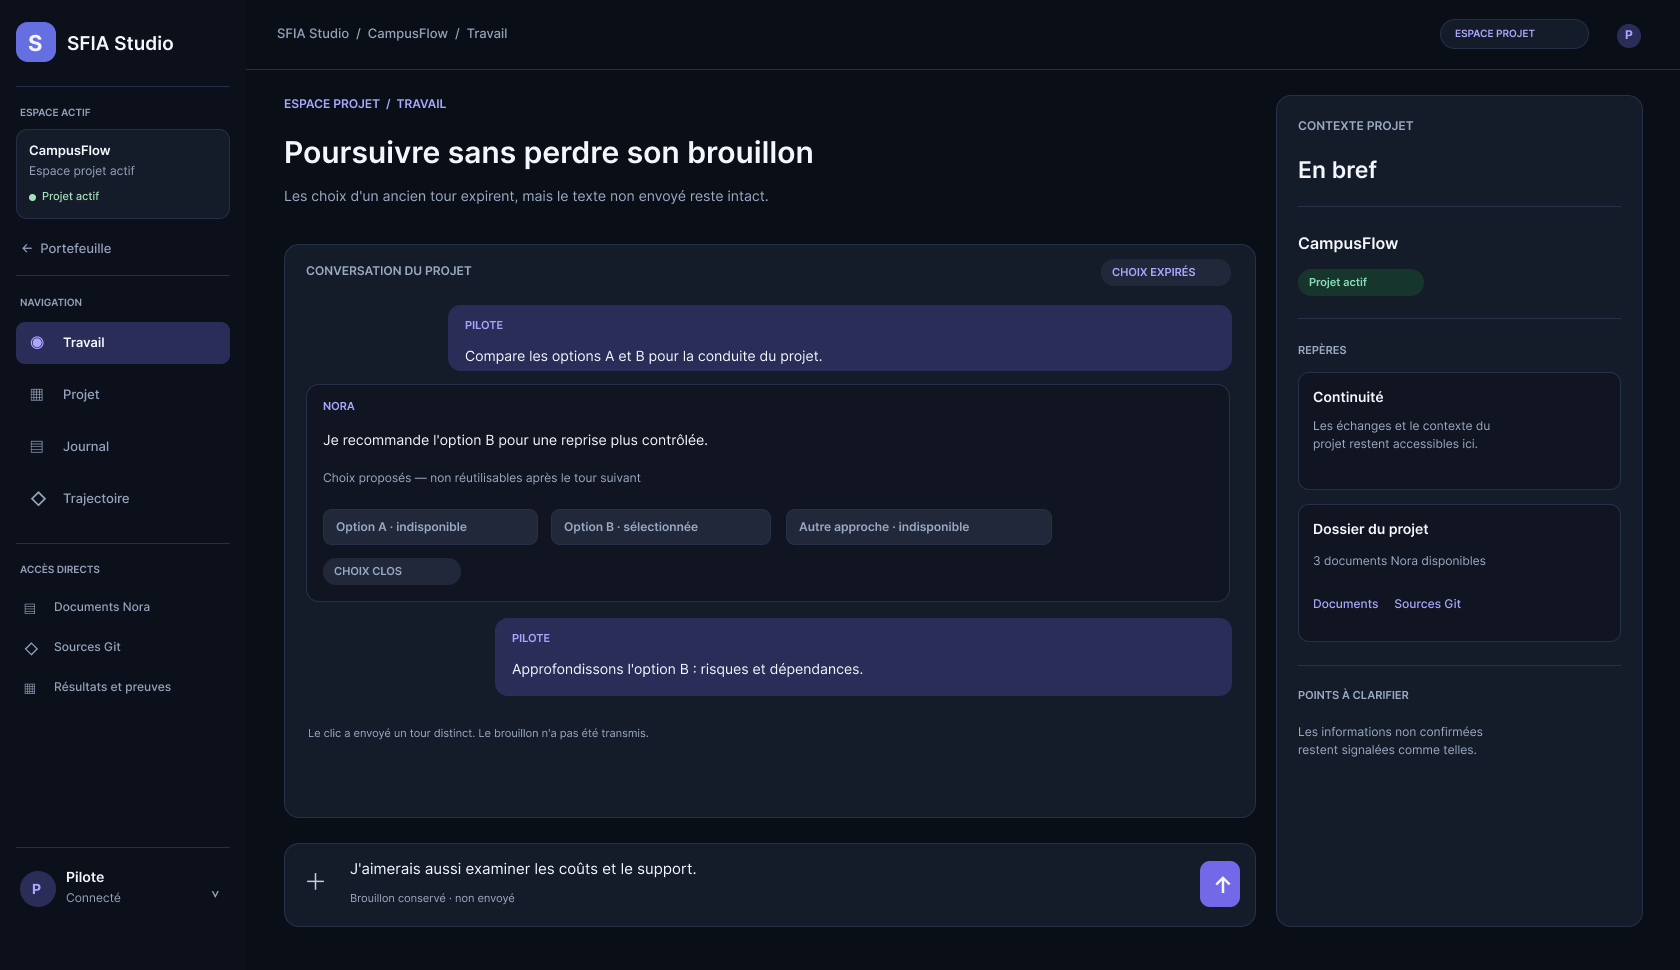 S SFIA Studio
ESPACE ACTIF
CampusFlow
Espace projet actif
Projet actif
← Portefeuille
NAVIGATION
Travail
Projet
Journal
Trajectoire
ACCÈS DIRECTS
Documents Nora
Sources Git
Résultats et preuves
P
Pilote
Connecté
SFIA Studio / CampusFlow / Travail
ESPACE PROJET
P
ESPACE PROJET / TRAVAIL
Poursuivre sans perdre son brouillon
Les choix d'un ancien tour expirent, mais le texte non envoyé reste intact.
CONVERSATION DU PROJET
CHOIX EXPIRÉS
PILOTE
Compare les options A et B pour la conduite du projet.
NORA
Je recommande l'option B pour une reprise plus contrôlée.
Choix proposés — non réutilisables après le tour suivant
Option A · indisponible
Option B · sélectionnée
Autre approche · indisponible
CHOIX CLOS
PILOTE
Approfondissons l'option B : risques et dépendances.
Le clic a envoyé un tour distinct. Le brouillon n'a pas été transmis.
J'aimerais aussi examiner les coûts et le support.
Brouillon conservé · non envoyé
CONTEXTE PROJET
En bref
CampusFlow
Projet actif
REPÈRES
Continuité
Les échanges et le contexte du
projet restent accessibles ici.
Dossier du projet
3 documents Nora disponibles
Documents Sources Git
POINTS À CLARIFIER
Les informations non confirmées
restent signalées comme telles.